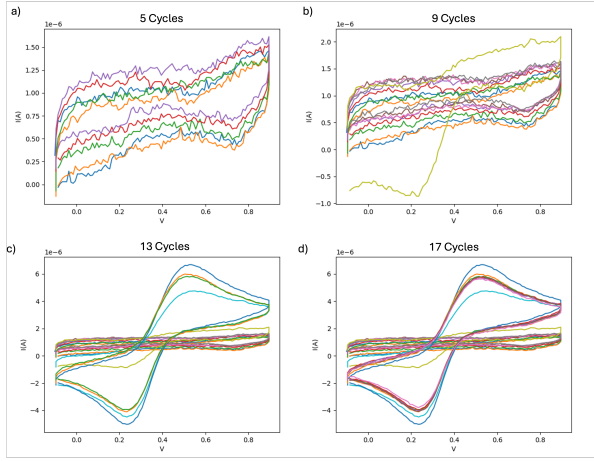 a)
5 Cycles
1e−6
1.50
1.25
1.00
0.75
0.50
0.25
0.00
I(A)
0.0 0.2 0.4 0.6 0.8
V
b)
9 Cycles
1e−6
2.0
1.5
1.0
0.5
0.0
−0.5
−1.0
I(A)
0.0 0.2 0.4 0.6 0.8
V
c)
13 Cycles
1e−6
6
4
2
0
−2
−4
I(A)
0.0 0.2 0.4 0.6 0.8
V
d)
17 Cycles
1e−6
6
4
2
0
−2
−4
I(A)
0.0 0.2 0.4 0.6 0.8
V